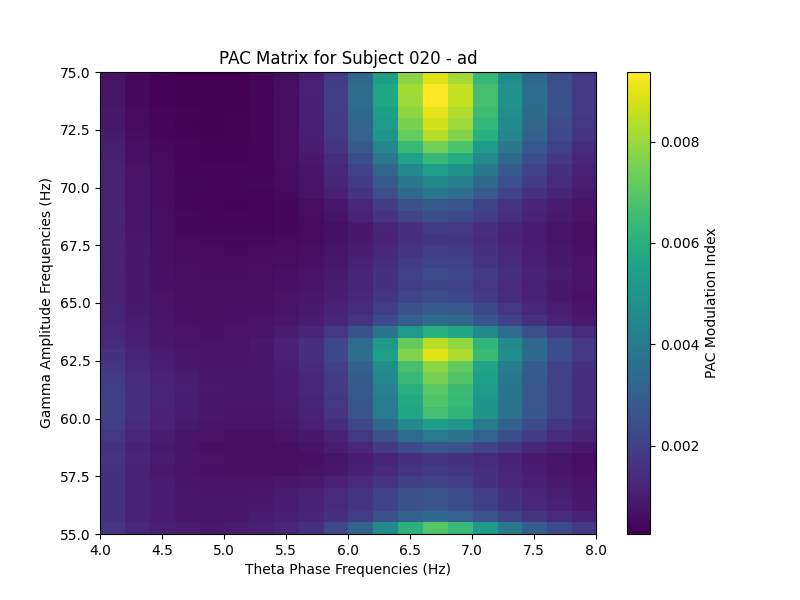 PAC Matrix for Subject 020 - ad
75.0
72.5
70.0
67.5
65.0
62.5
60.0
57.5
55.0
Gamma Amplitude Frequencies (Hz)
4.0 4.5 5.0 5.5 6.0 6.5 7.0 7.5 8.0
Theta Phase Frequencies (Hz)
0.008
0.006
0.004
0.002
PAC Modulation Index